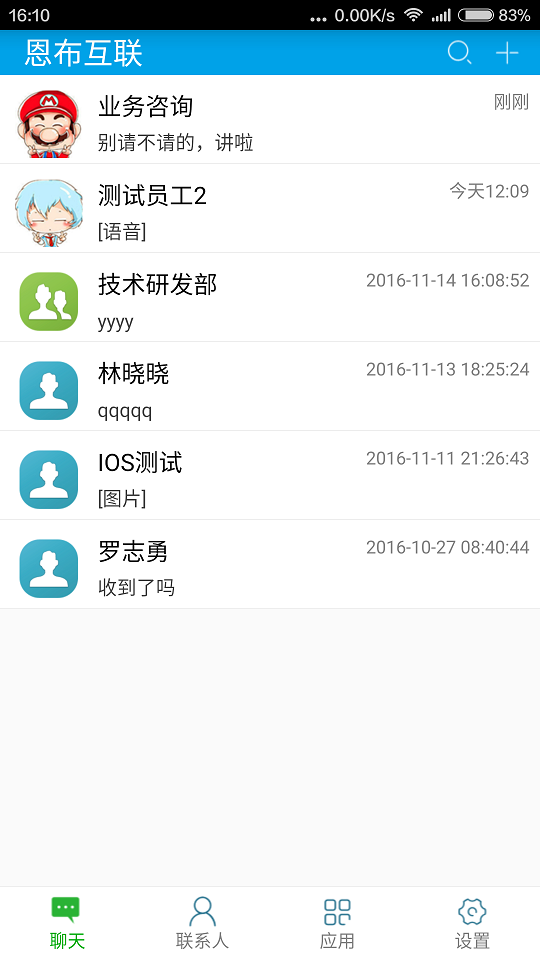 16:10 ... 0.00K/s 83%
恩布互联
业务咨询 刚刚
别请不请的，讲啦
测试员工2 今天12:09
[语音]
技术研发部 2016-11-14 16:08:52
yyyy
林晓晓 2016-11-13 18:25:24
qqqqq
IOS测试 2016-11-11 21:26:43
[图片]
罗志勇 2016-10-27 08:40:44
收到了吗
聊天 联系人 应用 设置